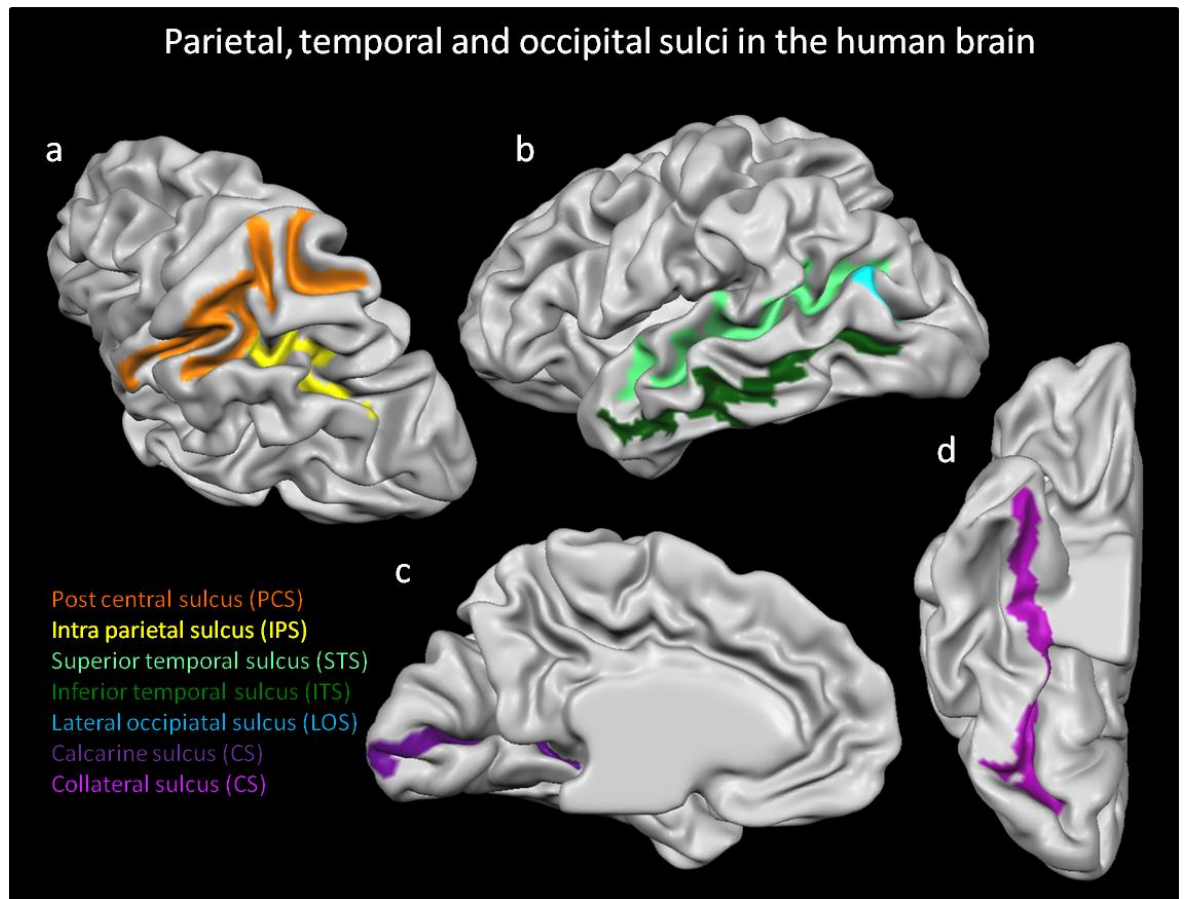 Parietal, temporal and occipital sulci in the human brain
a
b
c
d
Post central sulcus (PCS)
Intra parietal sulcus (IPS)
Superior temporal sulcus (STS)
Inferior temporal sulcus (ITS)
Lateral occipiatal sulcus (LOS)
Calcarine sulcus (CS)
Collateral sulcus (CS)